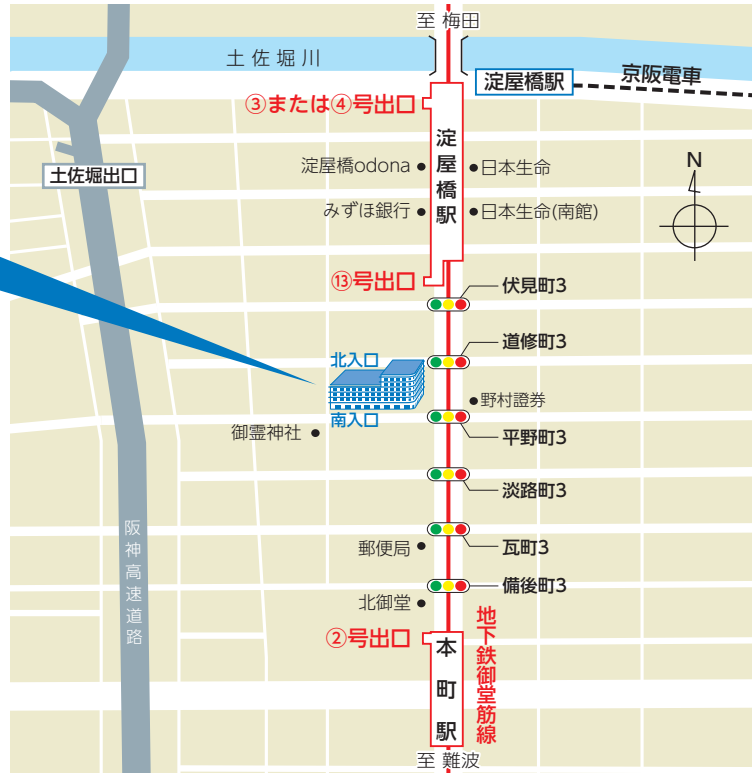 至 梅田
土佐堀川
淀屋橋駅
京阪電車
③または④号出口
淀屋橋駅
土佐堀出口
淀屋橋odona
日本生命
N
みずほ銀行
日本生命(南館)
⑬号出口
伏見町3
道修町3
北入口
野村證券
南入口
御霊神社
平野町3
淡路町3
阪神高速道路
郵便局
瓦町3
備後町3
北御堂
②号出口
本町駅
地下鉄御堂筋線
至 難波